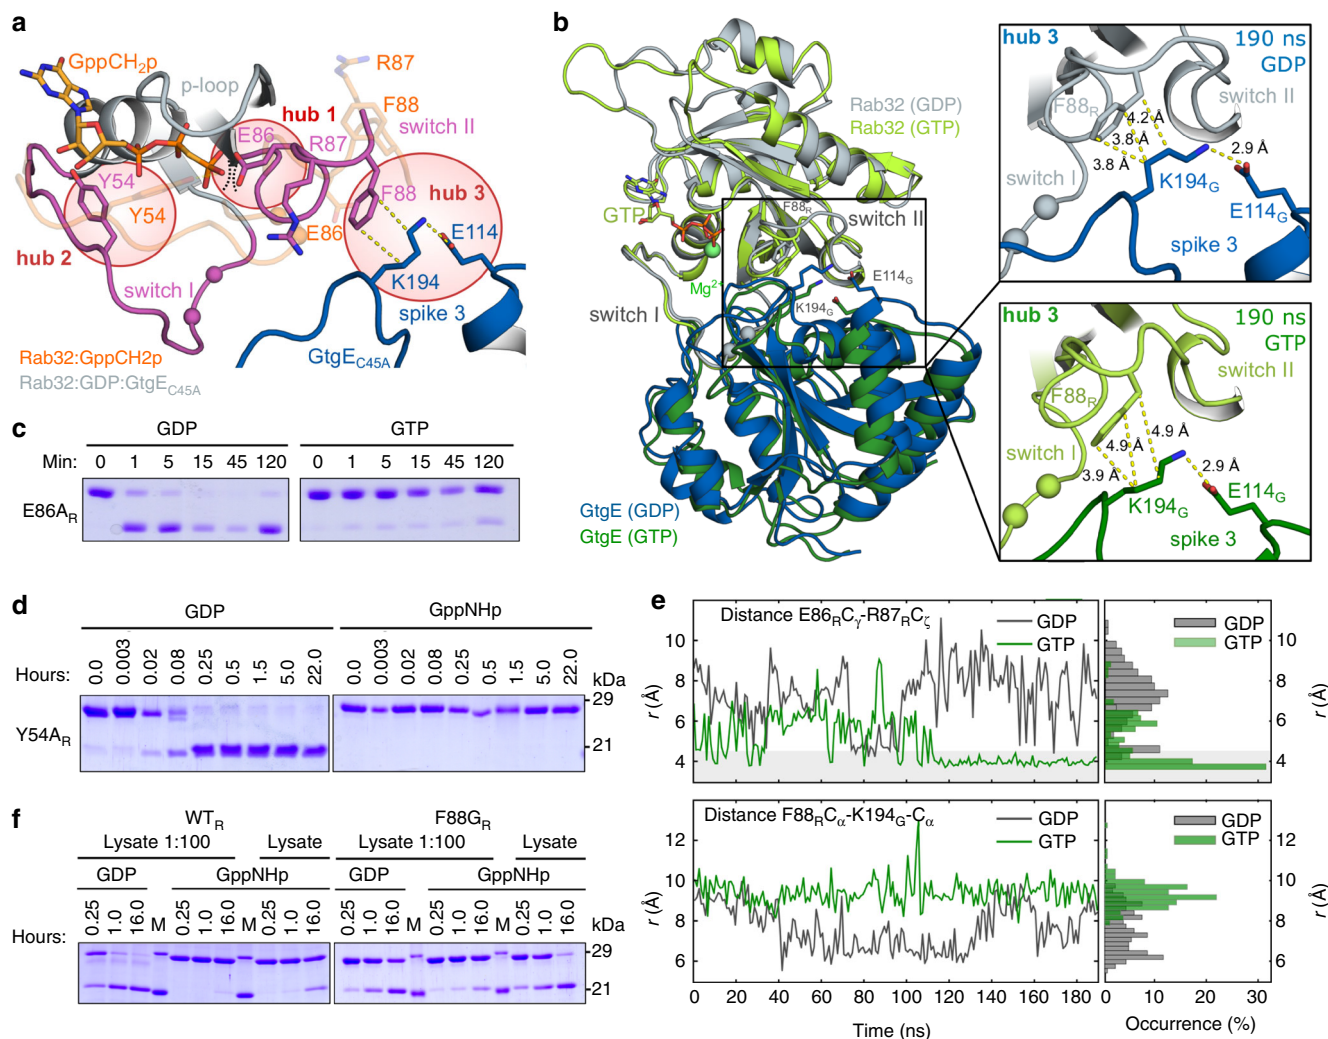 a
GppCH2p
p-loop
R87
F88
switch II
hub 1
E86
R87
F88
hub 3
Y54
Y54
hub 2
E86
E114
K194
switch I
spike 3
GtgEC45A
Rab32:GppCH2p
Rab32:GDP:GtgEC45A
b
Rab32 (GDP)
Rab32 (GTP)
GTP
F88R
switch II
Mg2+
E114G
K194G
switch I
GtgE (GDP)
GtgE (GTP)
hub 3
190 ns
GDP
switch II
F88R
4.2 Å
3.8 Å
3.8 Å
2.9 Å
switch I
K194G
E114G
spike 3
hub 3
190 ns
GTP
switch II
F88R
switch I
4.9 Å
4.9 Å
3.9 Å
2.9 Å
E114G
K194G
spike 3
c
GDP GTP
Min: 0 1 5 15 45 120 0 1 5 15 45 120
E86AR
d
GDP GppNHp
Hours: 0.0 0.003 0.02 0.08 0.25 0.5 1.5 5.0 22.0 0.0 0.003 0.02 0.08 0.25 0.5 1.5 5.0 22.0 kDa
29
Y54AR
21
e
Distance E86RCγ-R87RCζ
GDP
GTP
r (Å)
10
8
6
4
GDP
GTP
10
8
6
4
r (Å)
Distance F88RCα-K194G-Cα
GDP
GTP
r (Å)
12
10
8
6
0 20 40 60 80 100 120 140 160 180
Time (ns)
GDP
GTP
12
10
8
6
r (Å)
0 10 20 30
Occurrence (%)
f
WTR F88GR
Lysate 1:100 Lysate Lysate 1:100 Lysate
GDP GppNHp GDP GppNHp
Hours: 0.25 1.0 16.0 M 0.25 1.0 16.0 M 0.25 1.0 16.0 0.25 1.0 16.0 M 0.25 1.0 16.0 M 0.25 1.0 16.0 kDa
29
21